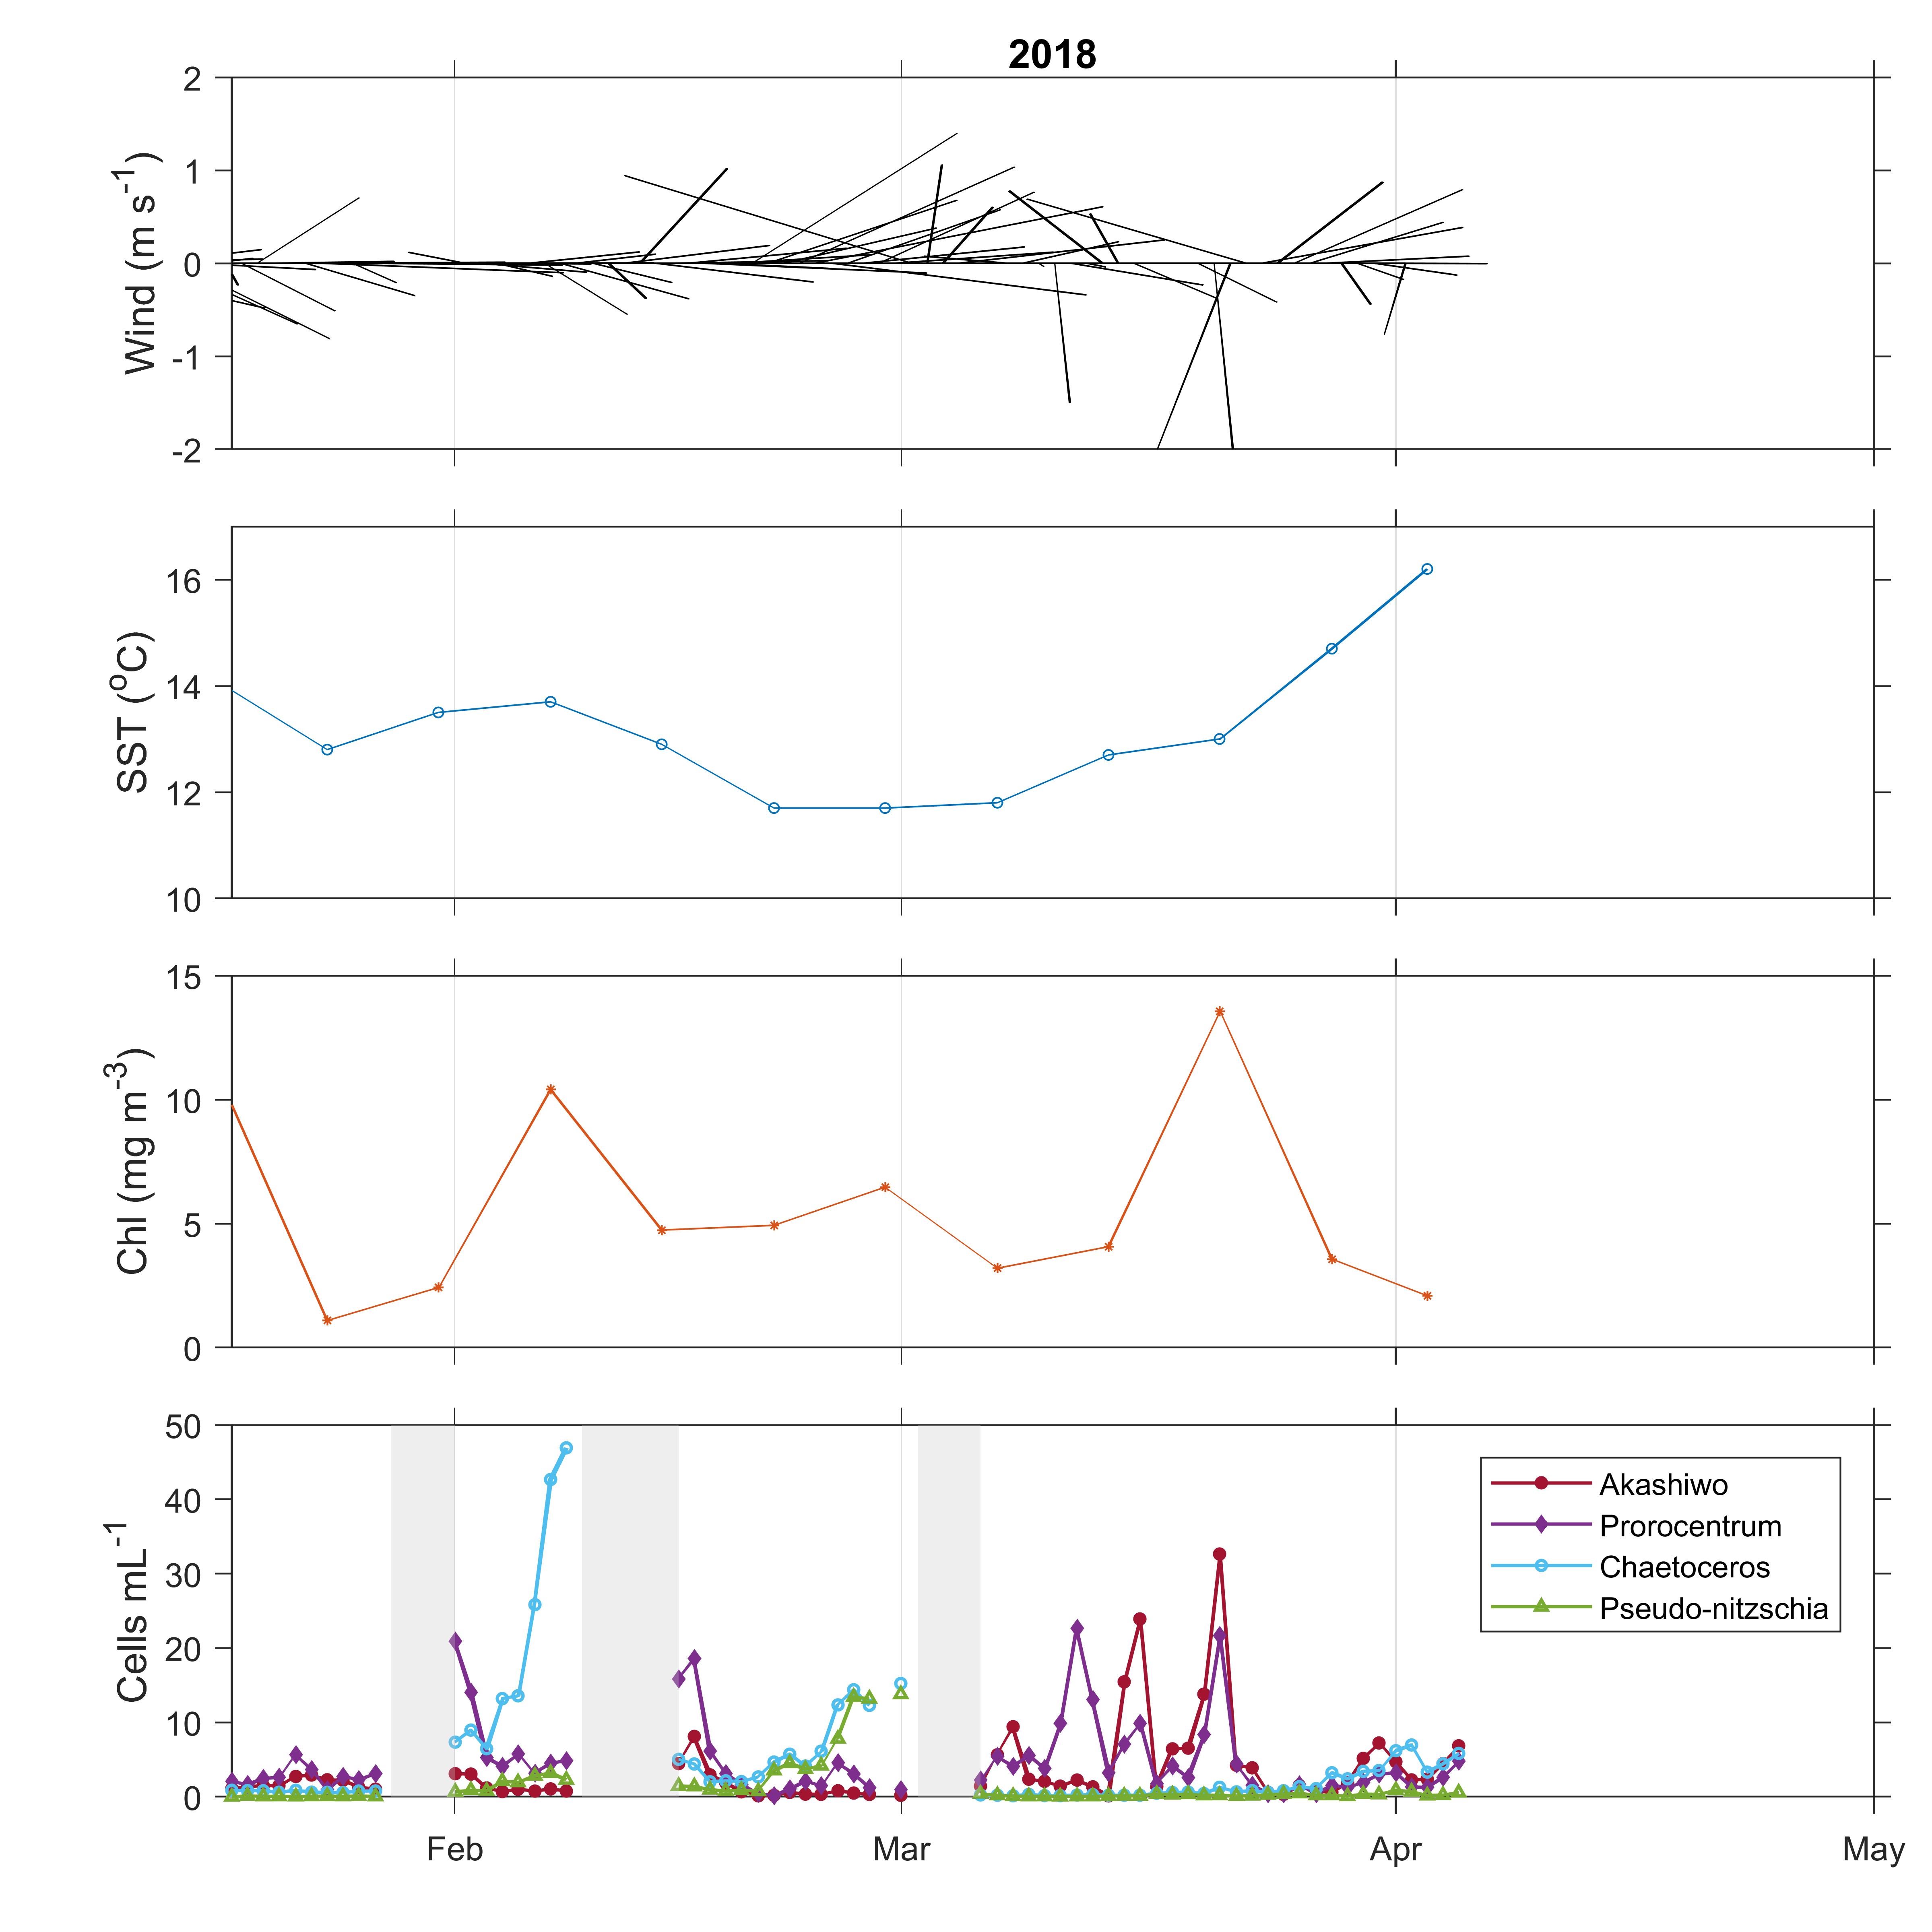 2018
2
1
0
-1
-2
Wind (m s-1)
16
14
12
10
SST (oC)
15
10
5
0
Chl (mg m-3)
50
40
30
20
10
0
Cells mL-1
Akashiwo
Prorocentrum
Chaetoceros
Pseudo-nitzschia
Feb Mar Apr May